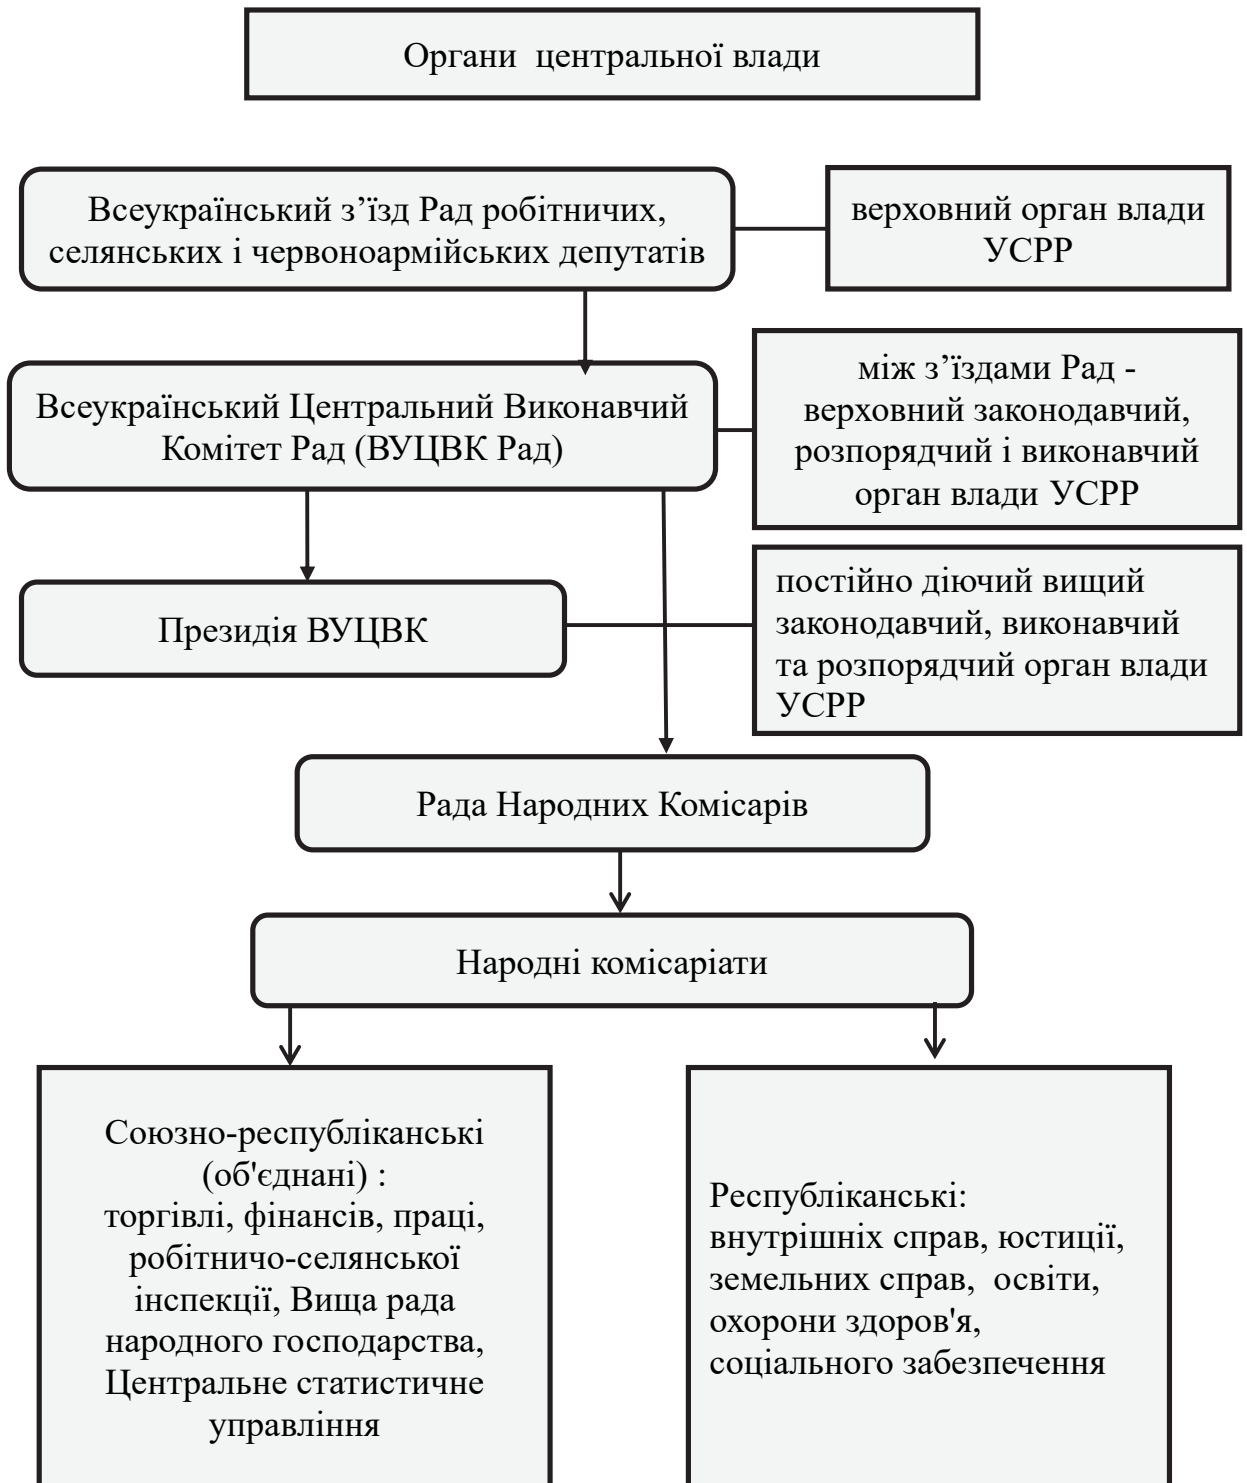 Органи центральної влади
Всеукраїнський з’їзд Рад робітничих,
селянських і червоноармійських депутатів
верховний орган влади
УСРР
Всеукраїнський Центральний Виконавчий
Комітет Рад (ВУЦВК Рад)
між з’їздами Рад -
верховний законодавчий,
розпорядчий і виконавчий
орган влади УСРР
Президія ВУЦВК
постійно діючий вищий
законодавчий, виконавчий
та розпорядчий орган влади
УСРР
Рада Народних Комісарів
Народні комісаріати
Союзно-республіканські
(об'єднані) :
торгівлі, фінансів, праці,
робітничо-селянської
інспекції, Вища рада
народного господарства,
Центральне статистичне
управління
Республіканські:
внутрішніх справ, юстиції,
земельних справ, освіти,
охорони здоров'я,
соціального забезпечення